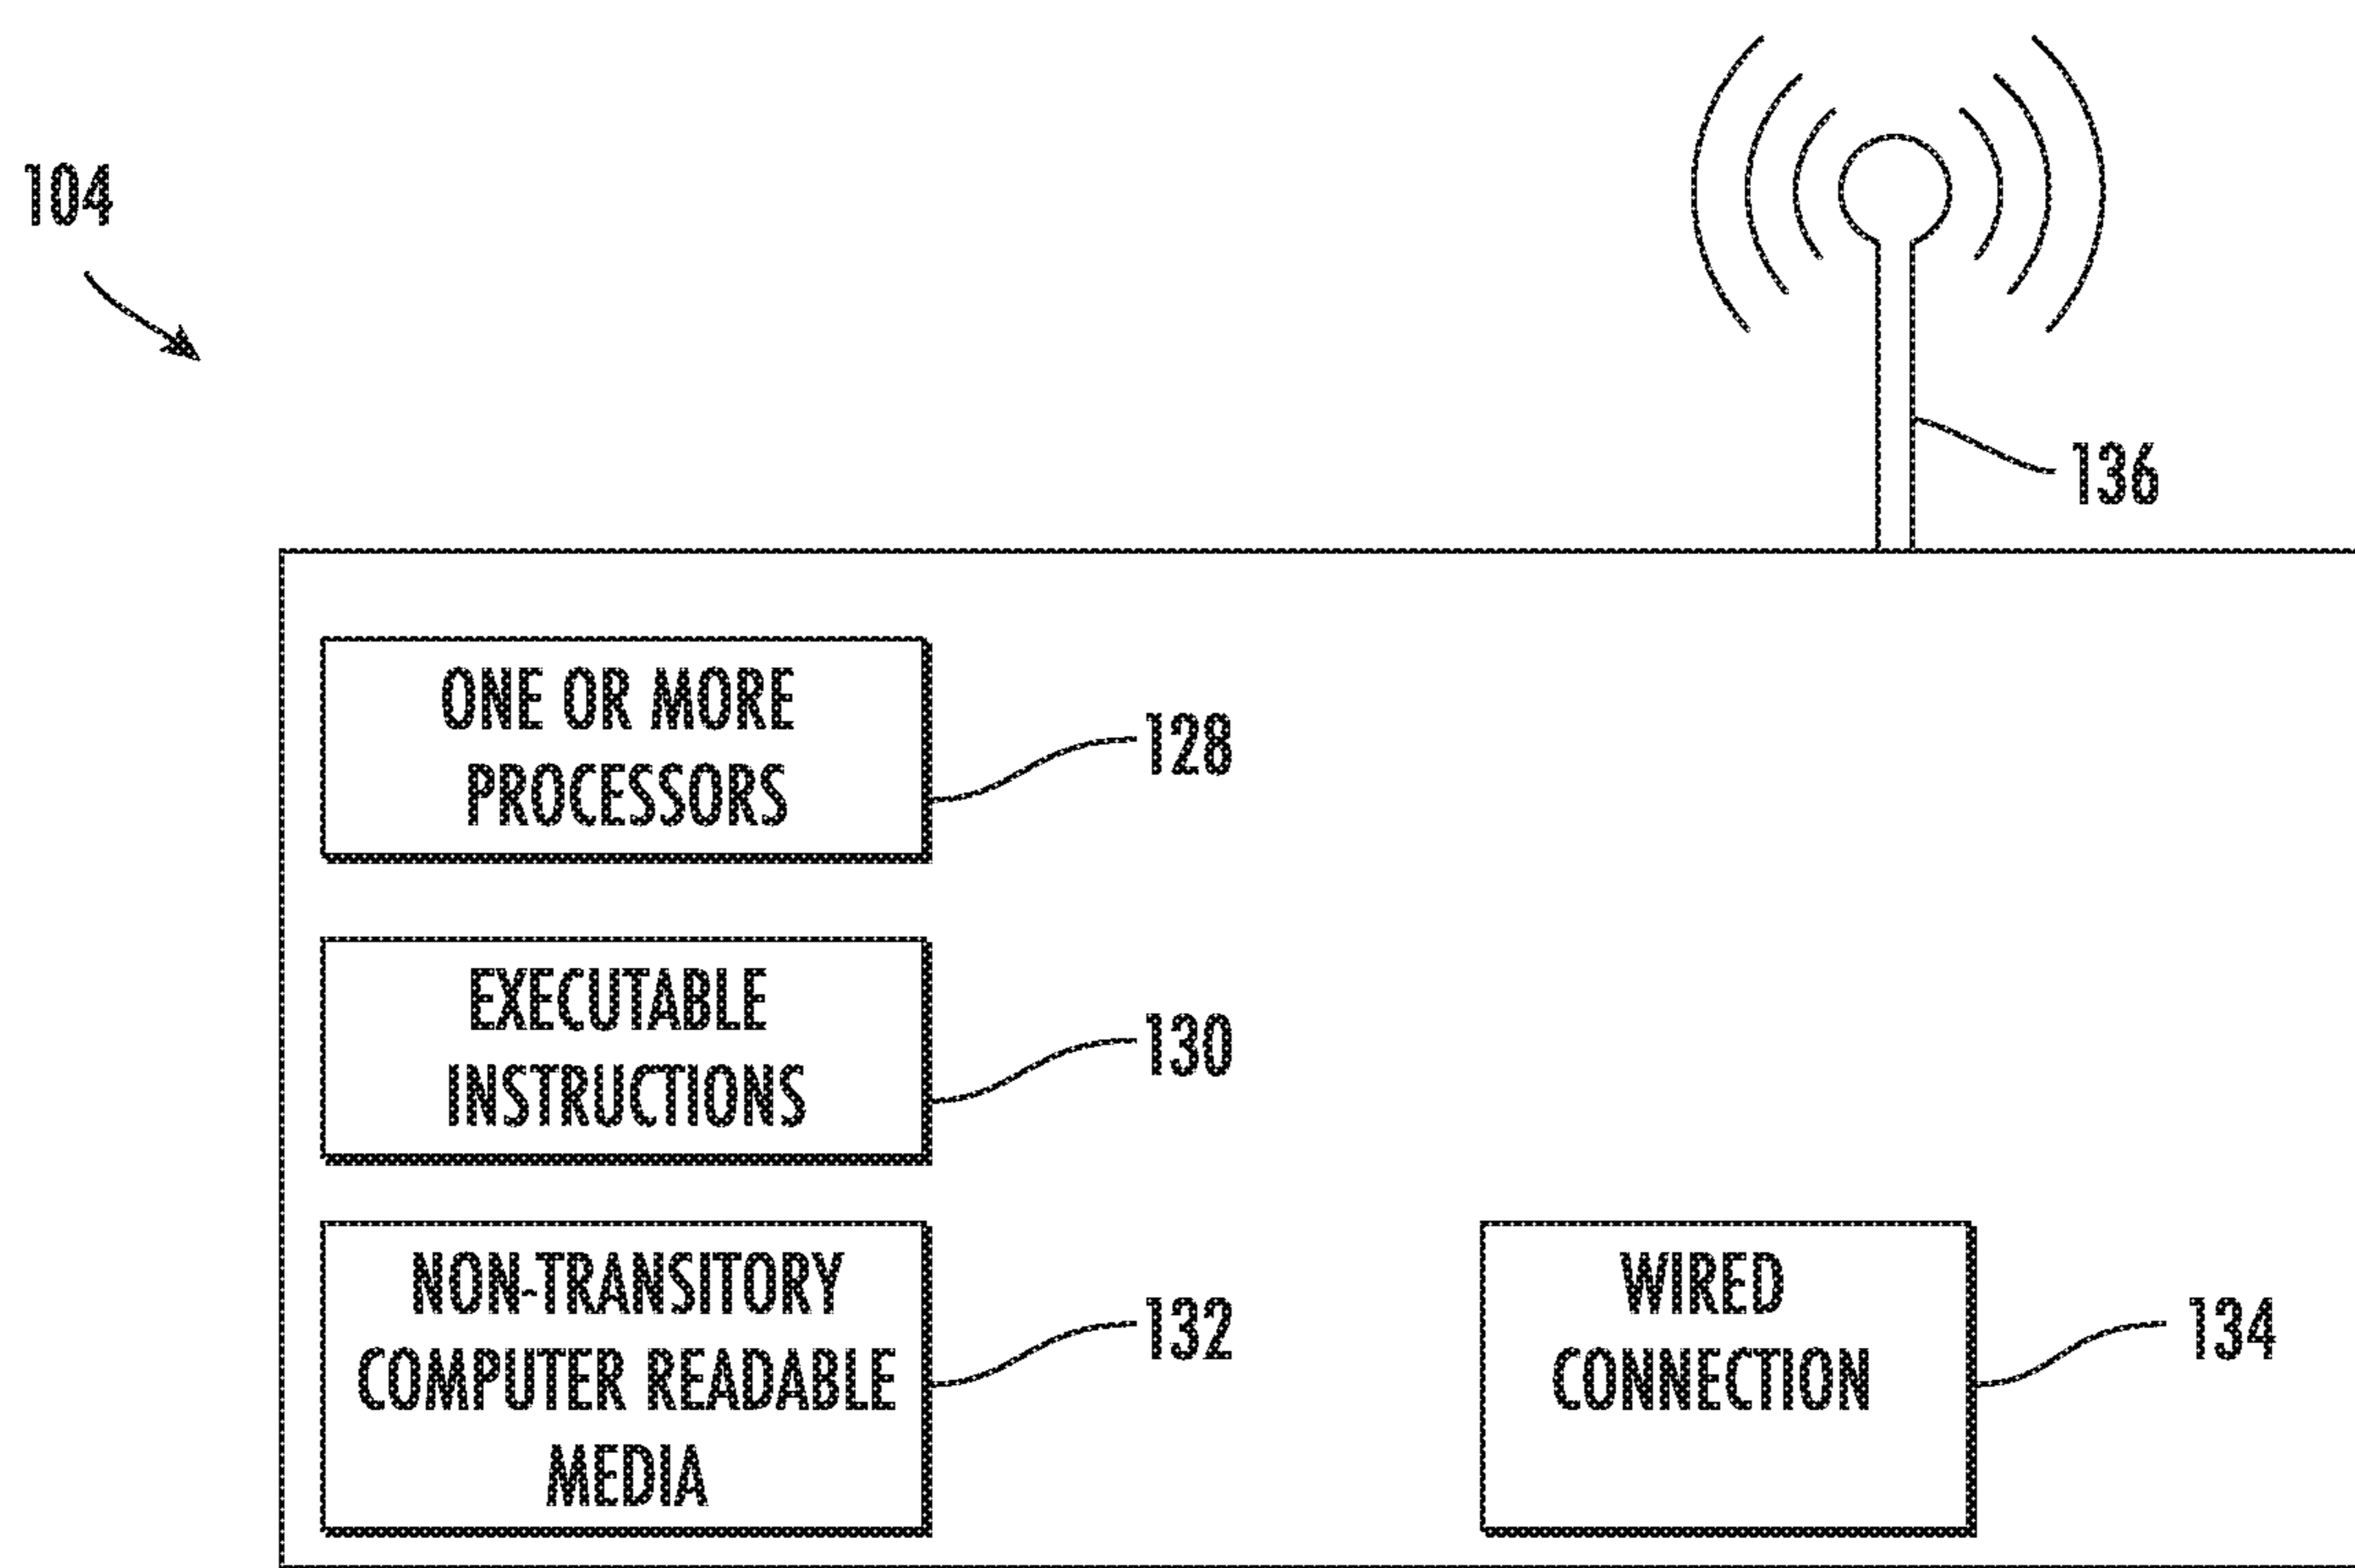 104
136
ONE OR MORE
PROCESSORS
128
EXECUTABLE
INSTRUCTIONS
130
NON-TRANSITORY
COMPUTER READABLE
MEDIA
132
WIRED
CONNECTION
134